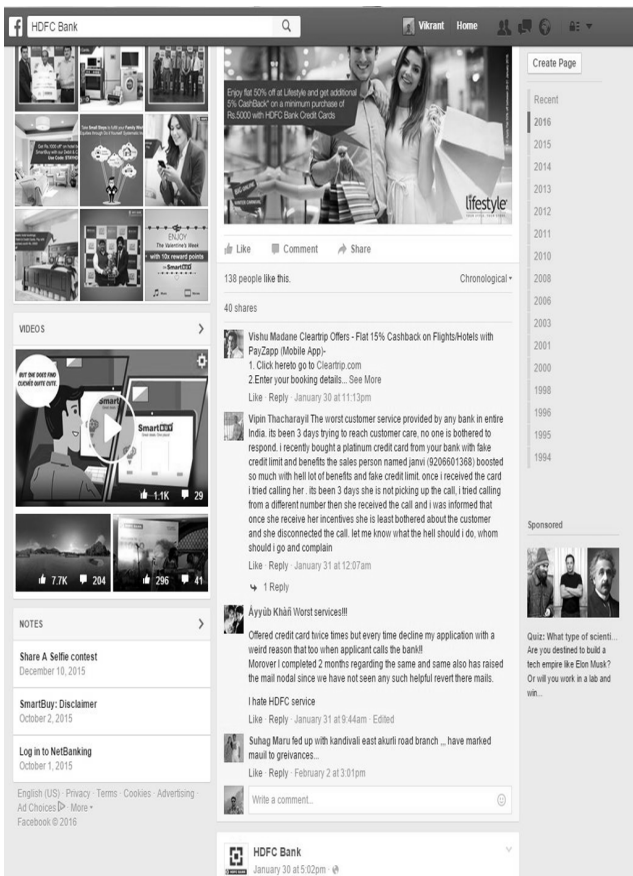 HDFC Bank
Vikrant Home
Enjoy flat 50% off at Lifestyle and get additional
5% CashBack* on a minimum purchase of
Rs.5000 with HDFC Bank Credit Cards
lifestyle
Like Comment Share
138 people like this. Chronological
40 shares
Vishu Madane Cleartrip Offers - Flat 15% Cashback on Flights/Hotels with
PayZapp (Mobile App)-
1. Click hereto go to Cleartrip.com
2.Enter your booking details... See More
Like · Reply · January 30 at 11:13pm
Vipin Thacharayil The worst customer service provided by any bank in entire
India. its been 3 days trying to reach customer care, no one is bothered to
respond. i recently bought a platinum credit card from your bank with fake
credit limit and benefits the sales person named janvi (9206601368) boosted
so much with hell lot of benefits and fake credit limit. once i received the card
i tried calling her . its been 3 days she is not picking up the call, i tried calling
from a different number then she received the call and i was informed that
once she receive her incentives she is least bothered about the customer
and she disconnected the call. let me know what the hell should i do, whom
should i go and complain
Like · Reply · January 31 at 12:07am
1 Reply
Áyyüb Khàñ Worst services!!!
Offered credit card twice times but every time decline my application with a
weird reason that too when applicant calls the bank!!
Morover I completed 2 months regarding the same and same also has raised
the mail nodal since we have not seen any such helpful revert there mails.
I hate HDFC service
Like · Reply · January 31 at 9:44am · Edited
Suhag Maru fed up with kandivali east akurli road branch ,,, have marked
mauil to greivances...
Like · Reply · February 2 at 3:01pm
Write a comment...
HDFC Bank
January 30 at 5:02pm ·
ENJOY
The Valentine's Week
with 10x reward points
SmartBUY
VIDEOS
BUT SHE DOES FIND
CLICHÉS QUITE CUTE.
1.1K 29
7.7K 204
296 41
NOTES
Share A Selfie contest
December 10, 2015
SmartBuy: Disclaimer
October 2, 2015
Log in to NetBanking
October 1, 2015
English (US) · Privacy · Terms · Cookies · Advertising ·
Ad Choices · More
Facebook © 2016
Create Page
Recent
2016
2015
2014
2013
2012
2011
2010
2008
2006
2003
2001
2000
1998
1996
1995
1994
Sponsored
Quiz: What type of scienti...
Are you destined to build a
tech empire like Elon Musk?
Or will you work in a lab and
win...